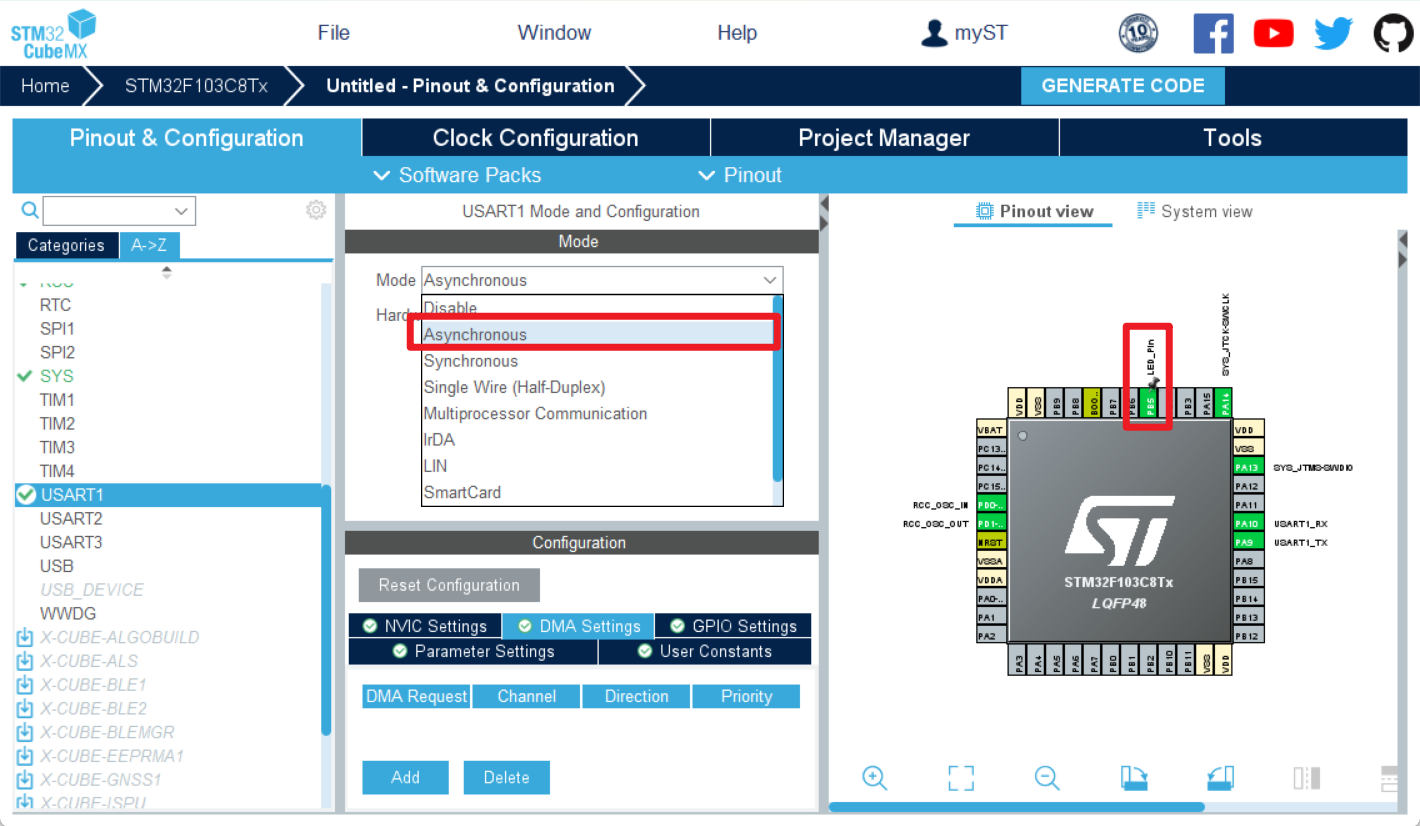 STM32
CubeMX
File
Window
Help
myST
10
Home
STM32F103C8Tx
Untitled - Pinout & Configuration
GENERATE CODE
Pinout & Configuration
Clock Configuration
Project Manager
Tools
Software Packs
Pinout
Categories
A->Z
RTC
SPI1
SPI2
SYS
TIM1
TIM2
TIM3
TIM4
USART1
USART2
USART3
USB
USB_DEVICE
WWDG
X-CUBE-ALGOBUILD
X-CUBE-ALS
X-CUBE-BLE1
X-CUBE-BLE2
X-CUBE-BLEMGR
X-CUBE-EEPRMA1
X-CUBE-GNSS1
X-CUBE-ISPU
USART1 Mode and Configuration
Mode
Mode Asynchronous
Disable
Asynchronous
Synchronous
Single Wire (Half-Duplex)
Multiprocessor Communication
IrDA
LIN
SmartCard
Configuration
Reset Configuration
NVIC Settings
DMA Settings
GPIO Settings
Parameter Settings
User Constants
DMA Request
Channel
Direction
Priority
Add
Delete
Pinout view
System view
LED_Pin
SYS_JTCK-SWCLK
VDD
VSS
PB9
PB8
BOO..
PB7
PB6
PB5
PB3
PA15
PA14
VBAT
PC13..
PC14..
PC15..
RCC_OSC_IN
PD0-..
RCC_OSC_OUT
PD1-..
NRST
VSSA
VDDA
PA0-..
PA1
PA2
STM32F103C8Tx
LQFP48
VDD
VSS
PA13
SYS_JTMS-SWDIO
PA12
PA11
PA10
USART1_RX
PA9
USART1_TX
PA8
PB15
PB14
PB13
PB12
PA3
PA4
PA5
PA6
PA7
PB0
PB1
PB2
PB10
PB11
VSS
VDD